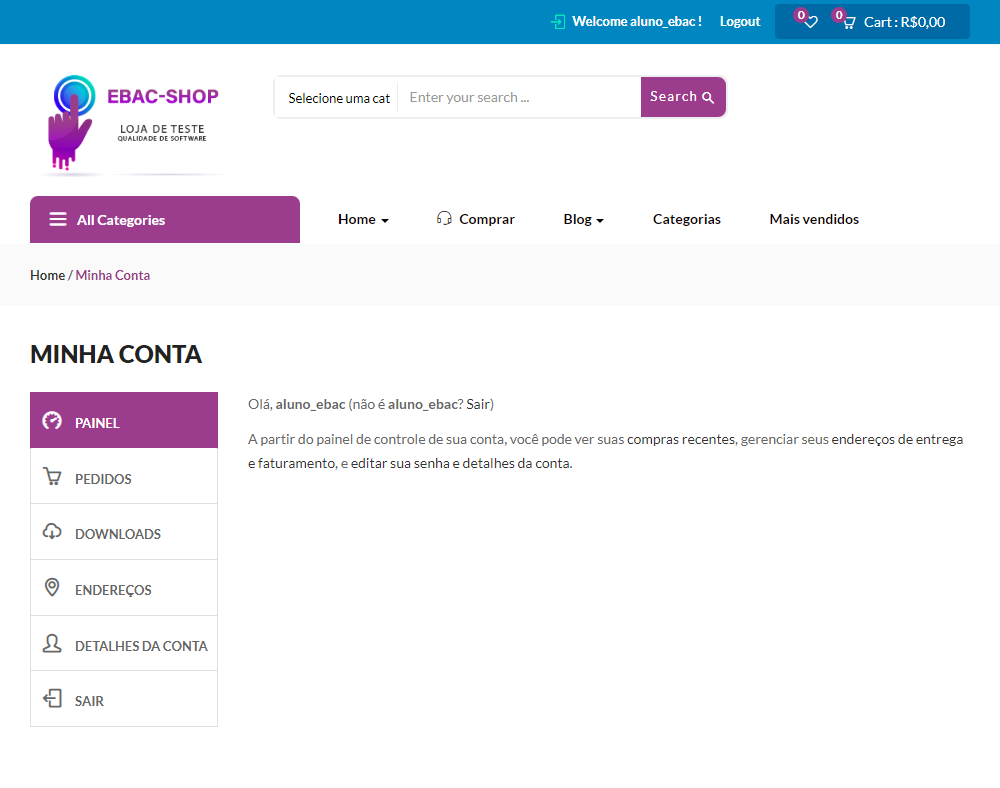 Welcome aluno_ebac ! Logout 0 0 Cart : R$0,00
EBAC-SHOP
LOJA DE TESTE
QUALIDADE DE SOFTWARE
Selecione uma cat Enter your search ... Search
All Categories Home Comprar Blog Categorias Mais vendidos
Home / Minha Conta
MINHA CONTA
PAINEL
PEDIDOS
DOWNLOADS
ENDEREÇOS
DETALHES DA CONTA
SAIR
Olá, aluno_ebac (não é aluno_ebac? Sair)
A partir do painel de controle de sua conta, você pode ver suas compras recentes, gerenciar seus endereços de entrega
e faturamento, e editar sua senha e detalhes da conta.